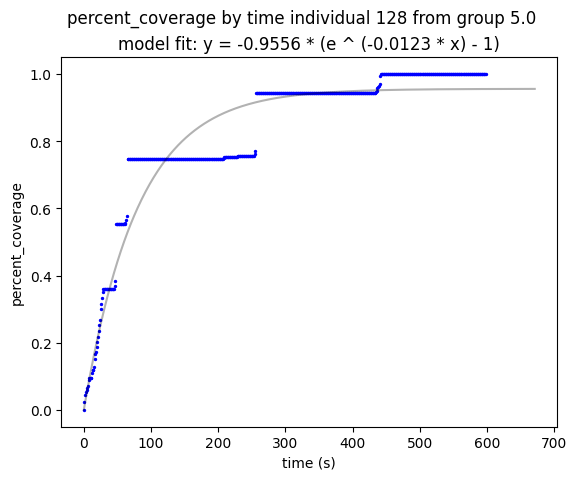 percent_coverage by time individual 128 from group 5.0
model fit: y = -0.9556 * (e ^ (-0.0123 * x) - 1)
1.0
0.8
0.6
0.4
0.2
0.0
percent_coverage
0 100 200 300 400 500 600 700
time (s)